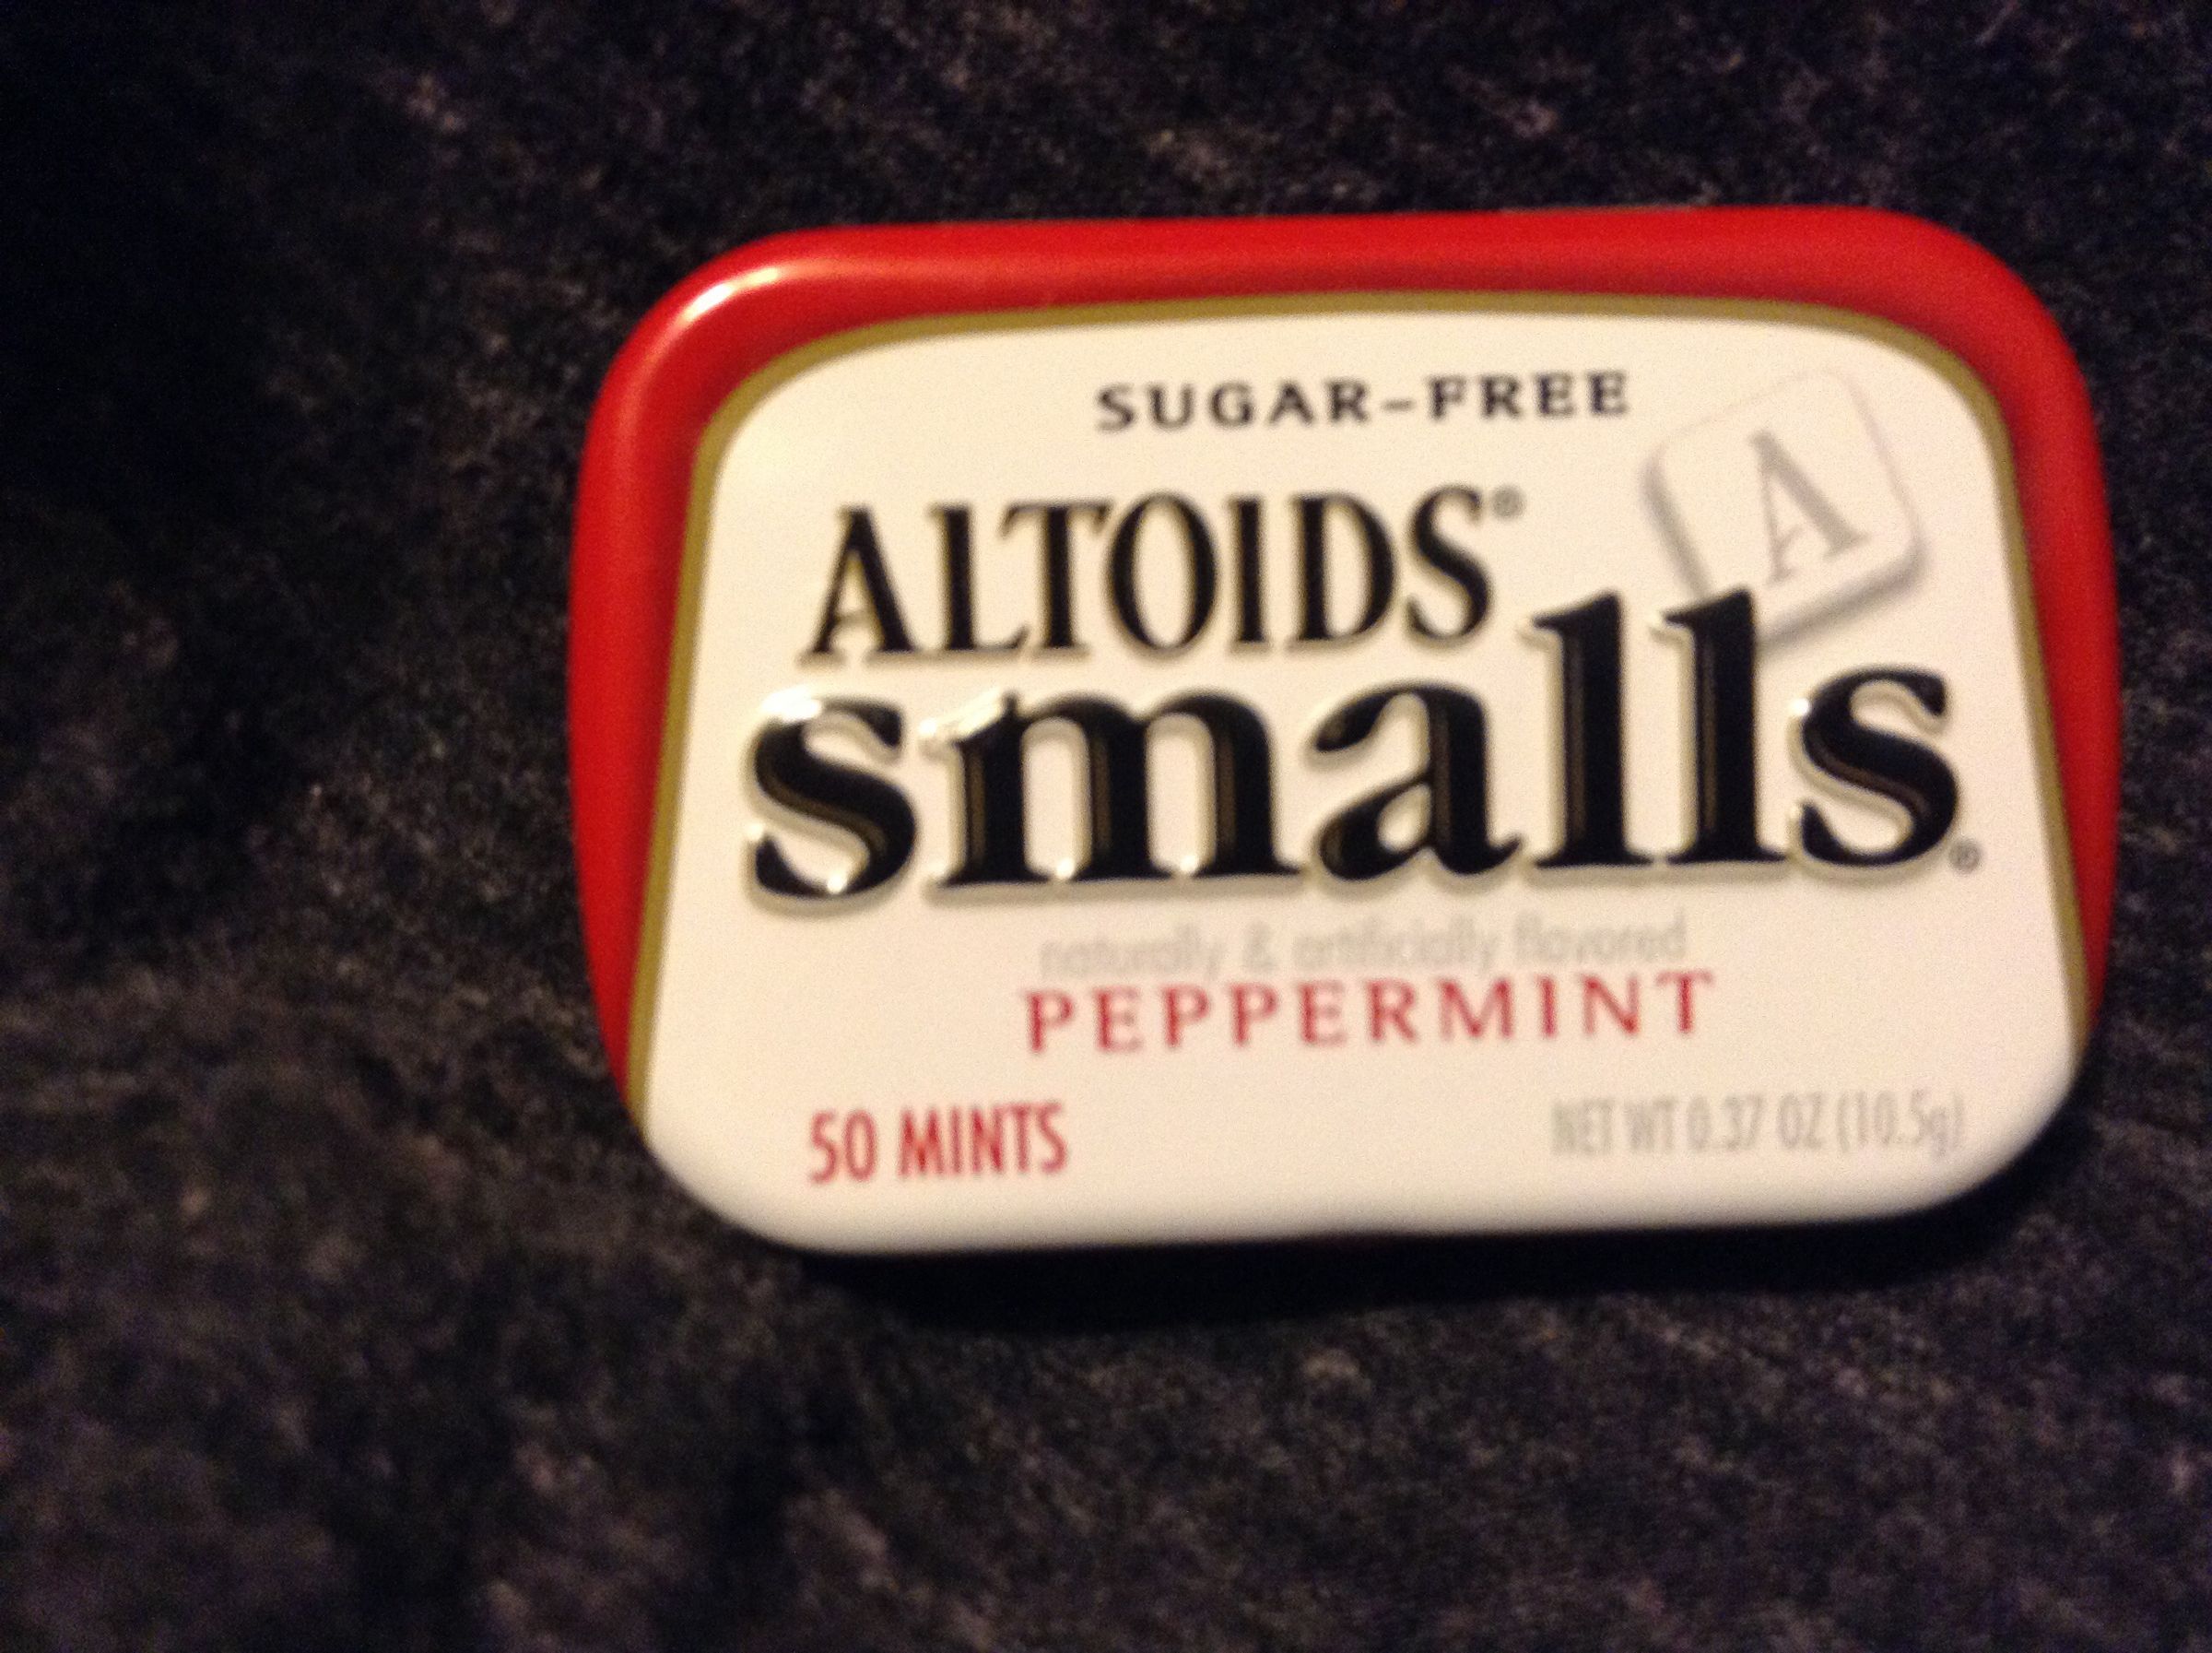 SUGAR-FREE
A
ALTOIDS®
smalls®
naturally & artificially flavored
PEPPERMINT
50 MINTS
NET WT 0.37 OZ (10.5g)